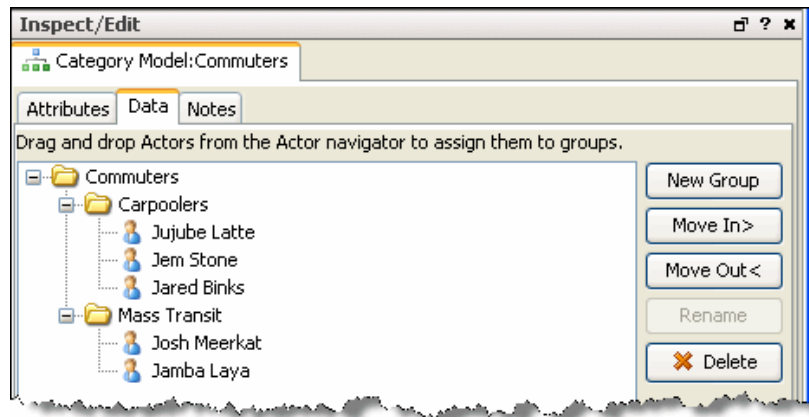 Inspect/Edit ?
Category Model:Commuters
Attributes Data Notes
Drag and drop Actors from the Actor navigator to assign them to groups.
Commuters
Carpoolers
Jujube Latte
Jem Stone
Jared Binks
Mass Transit
Josh Meerkat
Jamba Laya
New Group
Move In>
Move Out<
Rename
Delete